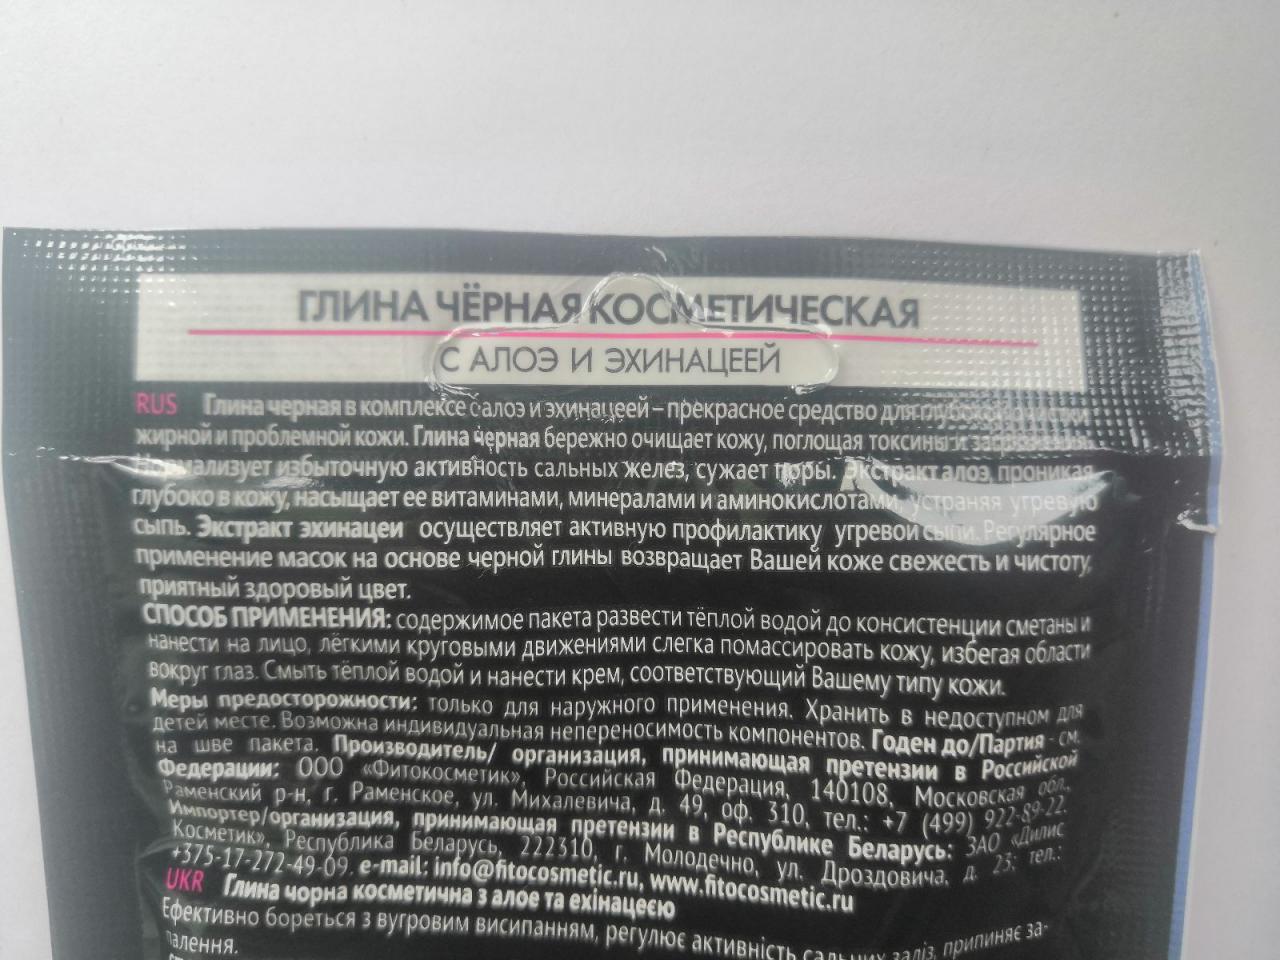 ГЛИНА ЧЁРНАЯ КОСМЕТИЧЕСКАЯ
С АЛОЭ И ЭХИНАЦЕЕЙ
RUS Глина черная в комплексе с алоэ и эхинацеей – прекрасное средство для глубокой очистки
жирной и проблемной кожи. Глина черная бережно очищает кожу, поглощая токсины и загрязнения.
Нормализует избыточную активность сальных желез, сужает поры. Экстракт алоэ, проникая
глубоко в кожу, насыщает ее витаминами, минералами и аминокислотами, устраняя угревую
сыпь. Экстракт эхинацеи осуществляет активную профилактику угревой сыпи. Регулярное
применение масок на основе черной глины возвращает Вашей коже свежесть и чистоту,
приятный здоровый цвет.
СПОСОБ ПРИМЕНЕНИЯ: содержимое пакета развести тёплой водой до консистенции сметаны и
нанести на лицо, лёгкими круговыми движениями слегка помассировать кожу, избегая области
вокруг глаз. Смыть тёплой водой и нанести крем, соответствующий Вашему типу кожи.
Меры предосторожности: только для наружного применения. Хранить в недоступном для
детей месте. Возможна индивидуальная непереносимость компонентов. Годен до/Партия - см.
на шве пакета. Производитель/ организация, принимающая претензии в Российской
Федерации: ООО «Фитокосметик», Российская Федерация, 140108, Московская обл.,
Раменский р-н, г. Раменское, ул. Михалевича, д. 49, оф. 310, тел.: +7 (499) 922-89-22.
Импортер/организация, принимающая претензии в Республике Беларусь: ЗАО «Дилис
Косметик», Республика Беларусь, 222310, г. Молодечно, ул. Дроздовича, д. 23; тел.:
+375-17-272-49-09. e-mail: info@fitocosmetic.ru, www.fitocosmetic.ru
UKR Глина чорна косметична з алое та ехінацеєю
Ефективно бореться з вугровим висипанням, регулює активність сальних заліз, припиняє за-
палення.